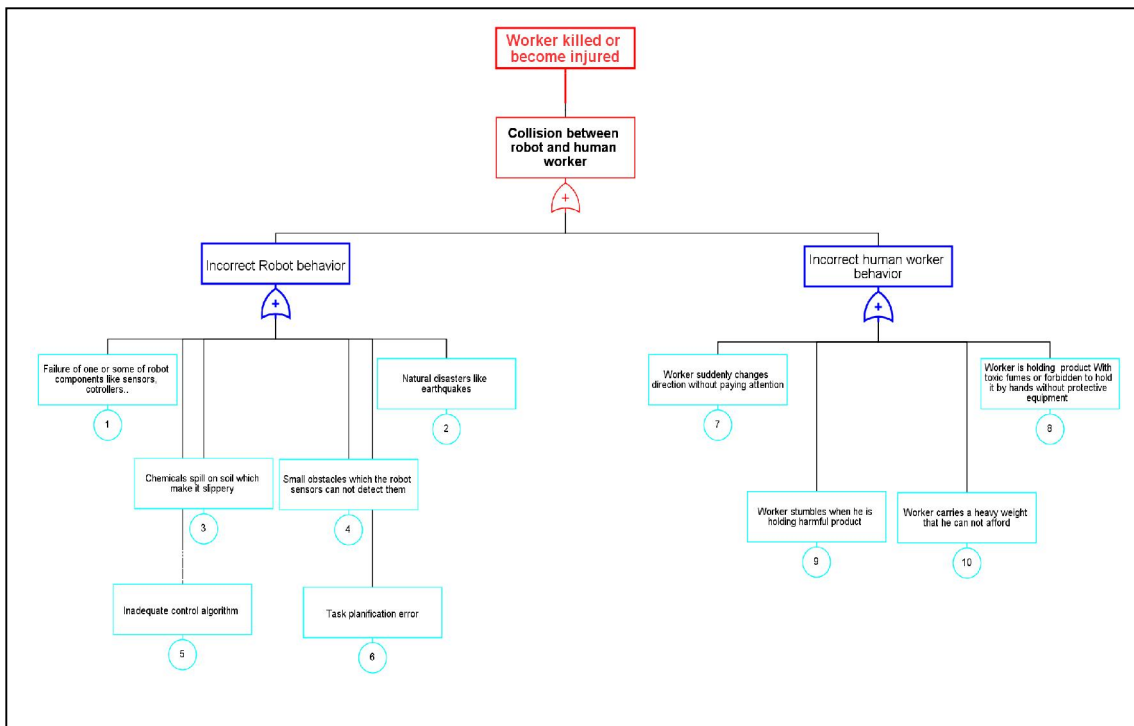 Worker killed or
become injured
Collision between
robot and human
worker
+
Incorrect Robot behavior
+
Incorrect human worker
behavior
+
Failure of one or some of robot
components like sensors,
cotrollers..
1
Natural disasters like
earthquakes
2
Worker suddenly changes
direction without paying attention
7
Worker is holding product With
toxic fumes or forbidden to hold
it by hands without protective
equipment
8
Chemicals spill on soil which
make it slippery
3
Small obstacles which the robot
sensors can not detect them
4
Worker stumbles when he is
holding harmful product
9
Worker carries a heavy weight
that he can not afford
10
Inadequate control algorithm
5
Task planification error
6